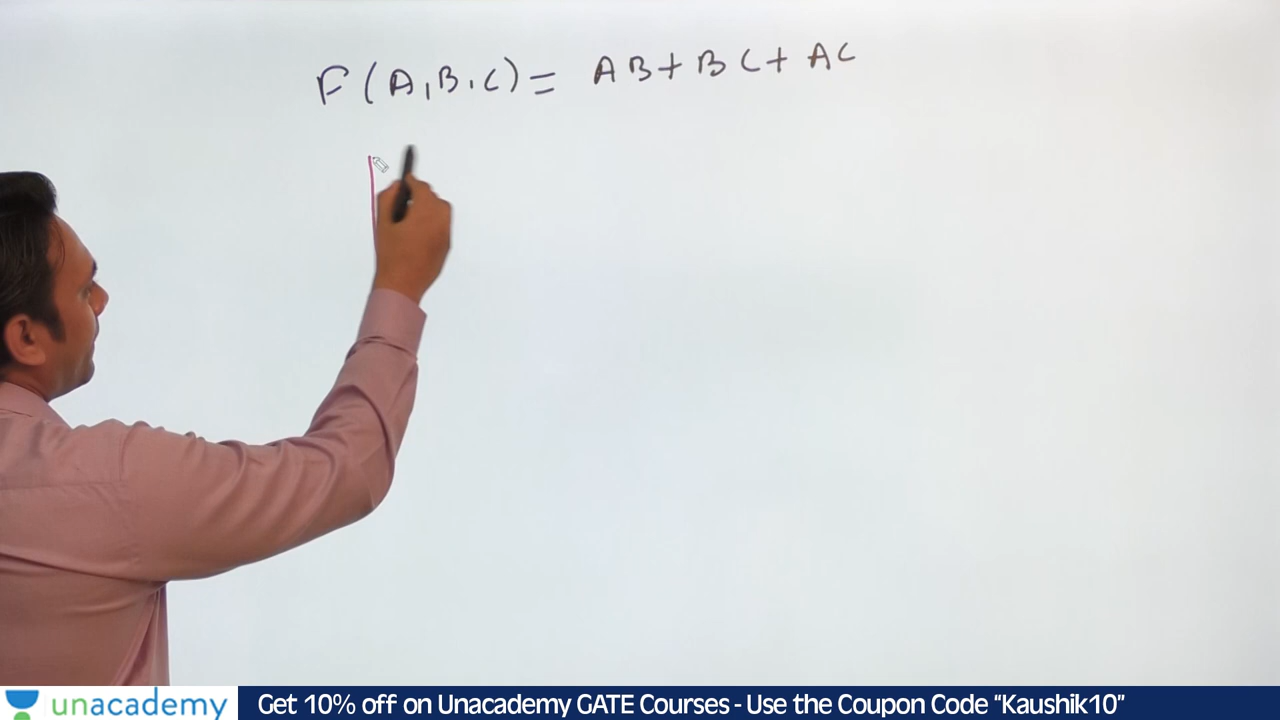 F(A,B,C) = AB + BC + AC
unacademy
Get 10% off on Unacademy GATE Courses - Use the Coupon Code “Kaushik10”